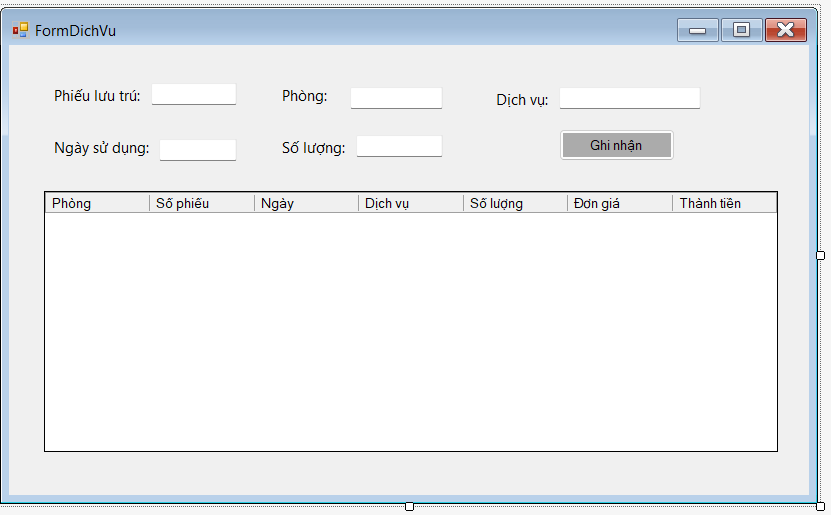 FormDichVu
Phiếu lưu trú: Phòng: Dịch vụ:
Ngày sử dụng: Số lượng: Ghi nhận
Phòng Số phiếu Ngày Dịch vụ Số lượng Đơn giá Thành tiền